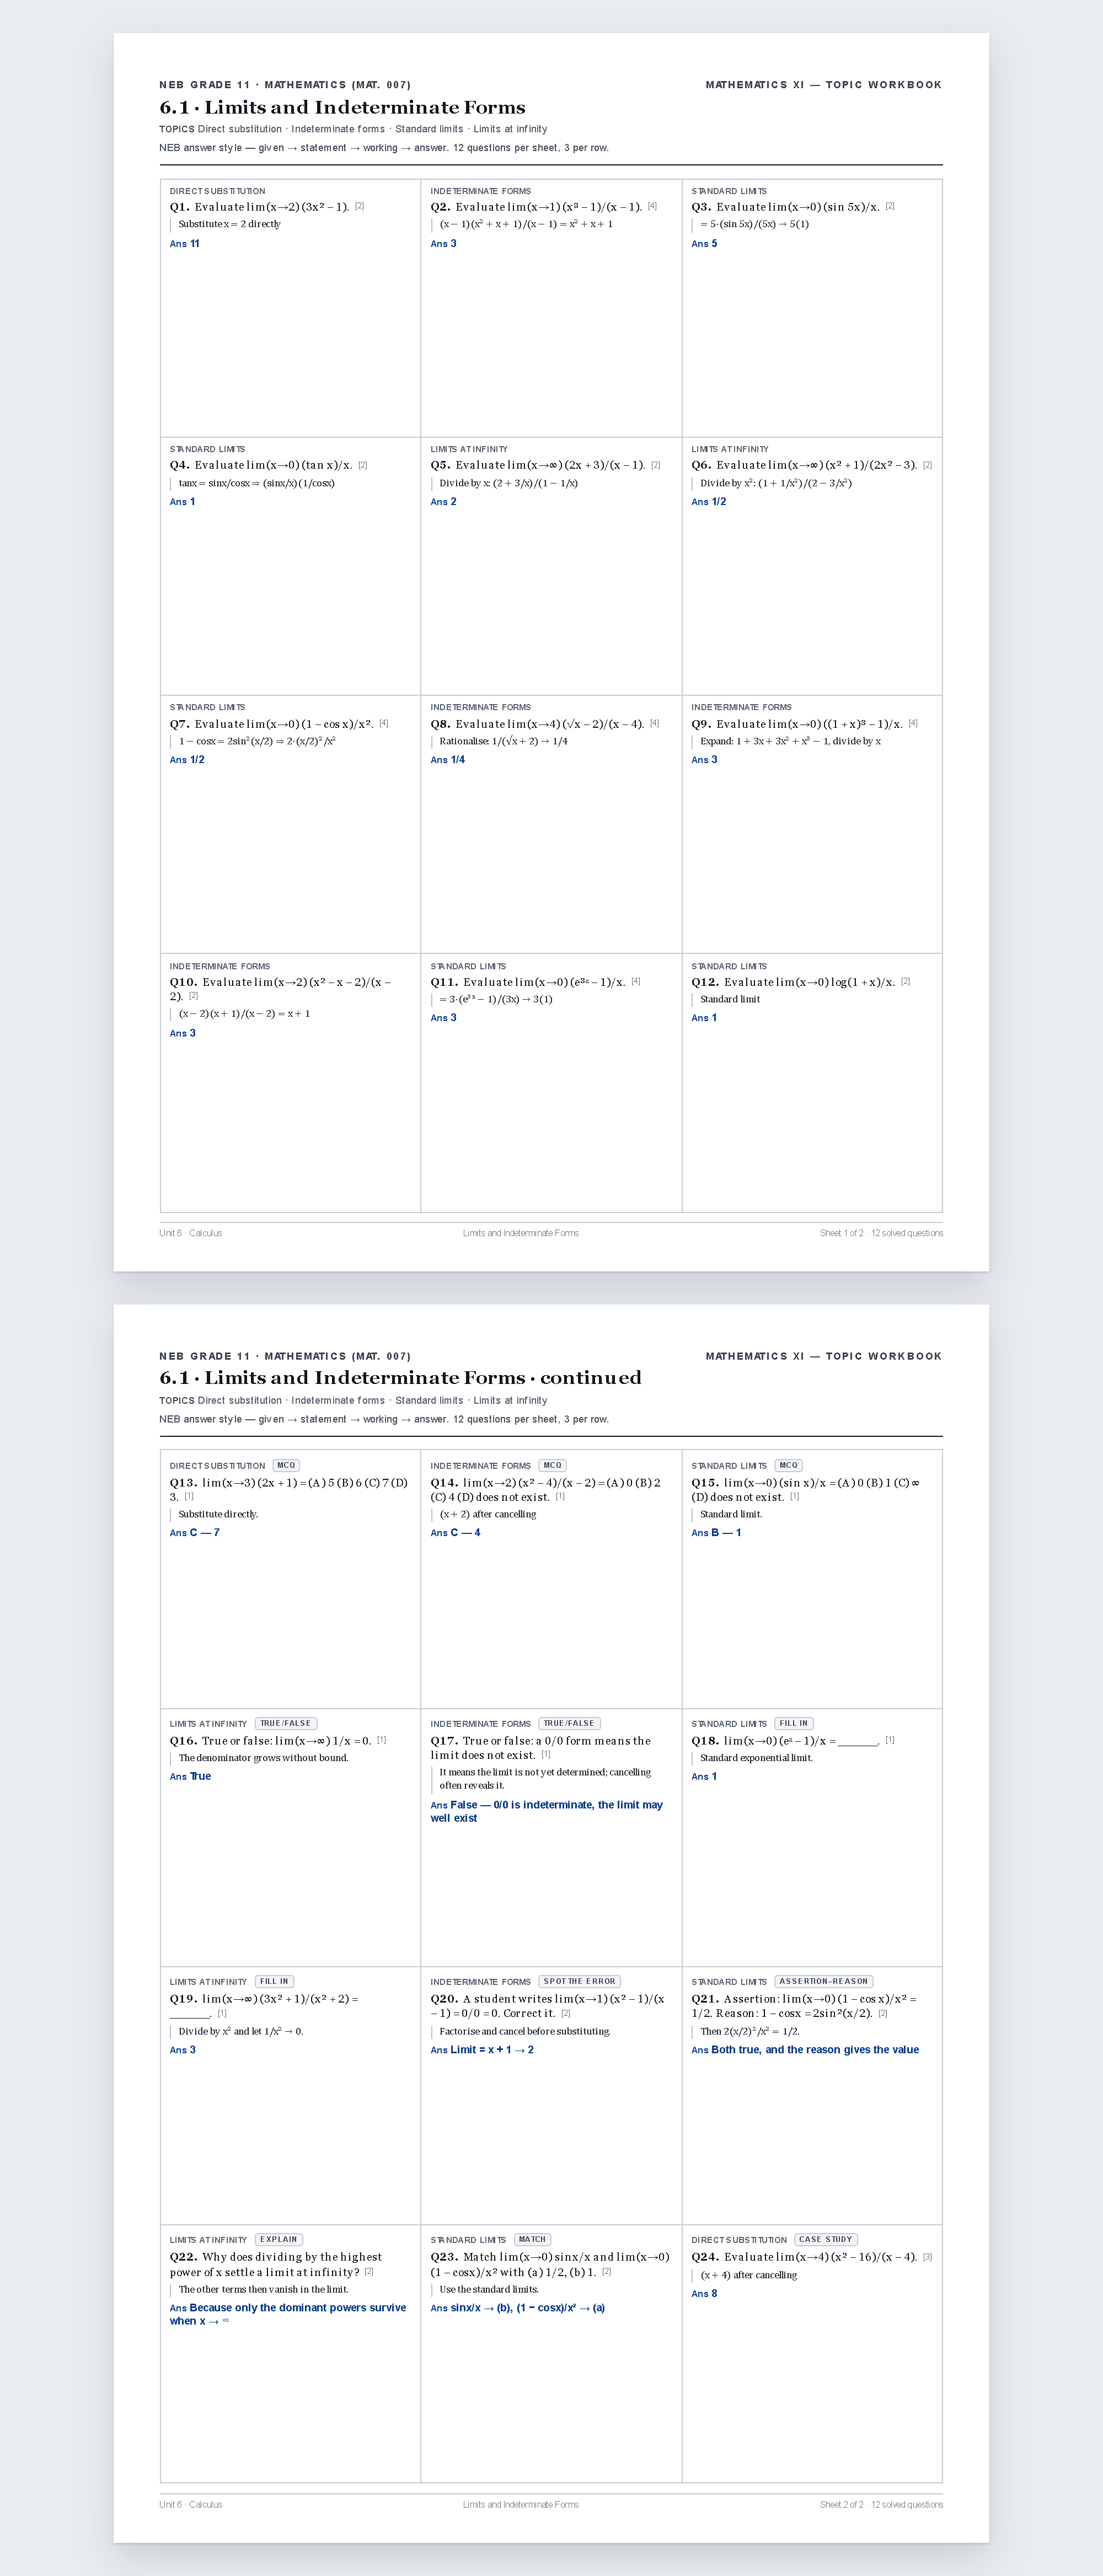 NEB GRADE 11 · MATHEMATICS (MAT. 007)
MATHEMATICS XI — TOPIC WORKBOOK
6.1 · Limits and Indeterminate Forms
TOPICS Direct substitution · Indeterminate forms · Standard limits · Limits at infinity
NEB answer style — given → statement → working → answer. 12 questions per sheet, 3 per row.
DIRECT SUBSTITUTION
Q1. Evaluate lim(x→2) (3x² − 1). [2]
Substitute x = 2 directly
Ans 11
INDETERMINATE FORMS
Q2. Evaluate lim(x→1) (x³ − 1)/(x − 1). [4]
(x − 1)(x² + x + 1)/(x − 1) = x² + x + 1
Ans 3
STANDARD LIMITS
Q3. Evaluate lim(x→0) (sin 5x)/x. [2]
= 5·(sin 5x)/(5x) → 5(1)
Ans 5
STANDARD LIMITS
Q4. Evaluate lim(x→0) (tan x)/x. [2]
tanx = sinx/cosx ⇒ (sinx/x)(1/cosx)
Ans 1
LIMITS AT INFINITY
Q5. Evaluate lim(x→∞) (2x + 3)/(x − 1). [2]
Divide by x: (2 + 3/x)/(1 − 1/x)
Ans 2
LIMITS AT INFINITY
Q6. Evaluate lim(x→∞) (x² + 1)/(2x² − 3). [2]
Divide by x²: (1 + 1/x²)/(2 − 3/x²)
Ans 1/2
STANDARD LIMITS
Q7. Evaluate lim(x→0) (1 − cos x)/x². [4]
1 − cosx = 2sin²(x/2) ⇒ 2·(x/2)²/x²
Ans 1/2
INDETERMINATE FORMS
Q8. Evaluate lim(x→4) (√x − 2)/(x − 4). [4]
Rationalise: 1/(√x + 2) → 1/4
Ans 1/4
INDETERMINATE FORMS
Q9. Evaluate lim(x→0) ((1 + x)³ − 1)/x. [4]
Expand: 1 + 3x + 3x² + x³ − 1, divide by x
Ans 3
INDETERMINATE FORMS
Q10. Evaluate lim(x→2) (x² − x − 2)/(x −
2). [2]
(x − 2)(x + 1)/(x − 2) = x + 1
Ans 3
STANDARD LIMITS
Q11. Evaluate lim(x→0) (e³ˣ − 1)/x. [4]
= 3·(e³ˣ − 1)/(3x) → 3(1)
Ans 3
STANDARD LIMITS
Q12. Evaluate lim(x→0) log(1 + x)/x. [2]
Standard limit
Ans 1
Unit 6 · Calculus
Limits and Indeterminate Forms
Sheet 1 of 2 · 12 solved questions
NEB GRADE 11 · MATHEMATICS (MAT. 007)
MATHEMATICS XI — TOPIC WORKBOOK
6.1 · Limits and Indeterminate Forms · continued
TOPICS Direct substitution · Indeterminate forms · Standard limits · Limits at infinity
NEB answer style — given → statement → working → answer. 12 questions per sheet, 3 per row.
DIRECT SUBSTITUTION MCQ
Q13. lim(x→3) (2x + 1) = (A) 5 (B) 6 (C) 7 (D)
3. [1]
Substitute directly.
Ans C — 7
INDETERMINATE FORMS MCQ
Q14. lim(x→2) (x² − 4)/(x − 2) = (A) 0 (B) 2
(C) 4 (D) does not exist. [1]
(x + 2) after cancelling
Ans C — 4
STANDARD LIMITS MCQ
Q15. lim(x→0) (sin x)/x = (A) 0 (B) 1 (C) ∞
(D) does not exist. [1]
Standard limit.
Ans B — 1
LIMITS AT INFINITY TRUE/FALSE
Q16. True or false: lim(x→∞) 1/x = 0. [1]
The denominator grows without bound.
Ans True
INDETERMINATE FORMS TRUE/FALSE
Q17. True or false: a 0/0 form means the
limit does not exist. [1]
It means the limit is not yet determined; cancelling
often reveals it.
Ans False — 0/0 is indeterminate, the limit may
well exist
STANDARD LIMITS FILL IN
Q18. lim(x→0) (eˣ − 1)/x = ______. [1]
Standard exponential limit.
Ans 1
LIMITS AT INFINITY FILL IN
Q19. lim(x→∞) (3x² + 1)/(x² + 2) =
______. [1]
Divide by x² and let 1/x² → 0.
Ans 3
INDETERMINATE FORMS SPOT THE ERROR
Q20. A student writes lim(x→1) (x² − 1)/(x
− 1) = 0/0 = 0. Correct it. [2]
Factorise and cancel before substituting.
Ans Limit = x + 1 → 2
STANDARD LIMITS ASSERTION–REASON
Q21. Assertion: lim(x→0) (1 − cos x)/x² =
1/2. Reason: 1 − cosx = 2sin²(x/2). [2]
Then 2(x/2)²/x² = 1/2.
Ans Both true, and the reason gives the value
LIMITS AT INFINITY EXPLAIN
Q22. Why does dividing by the highest
power of x settle a limit at infinity? [2]
The other terms then vanish in the limit.
Ans Because only the dominant powers survive
when x → ∞
STANDARD LIMITS MATCH
Q23. Match lim(x→0) sinx/x and lim(x→0)
(1 − cosx)/x² with (a) 1/2, (b) 1. [2]
Use the standard limits.
Ans sinx/x → (b), (1 − cosx)/x² → (a)
DIRECT SUBSTITUTION CASE STUDY
Q24. Evaluate lim(x→4) (x² − 16)/(x − 4). [3]
(x + 4) after cancelling
Ans 8
Unit 6 · Calculus
Limits and Indeterminate Forms
Sheet 2 of 2 · 12 solved questions